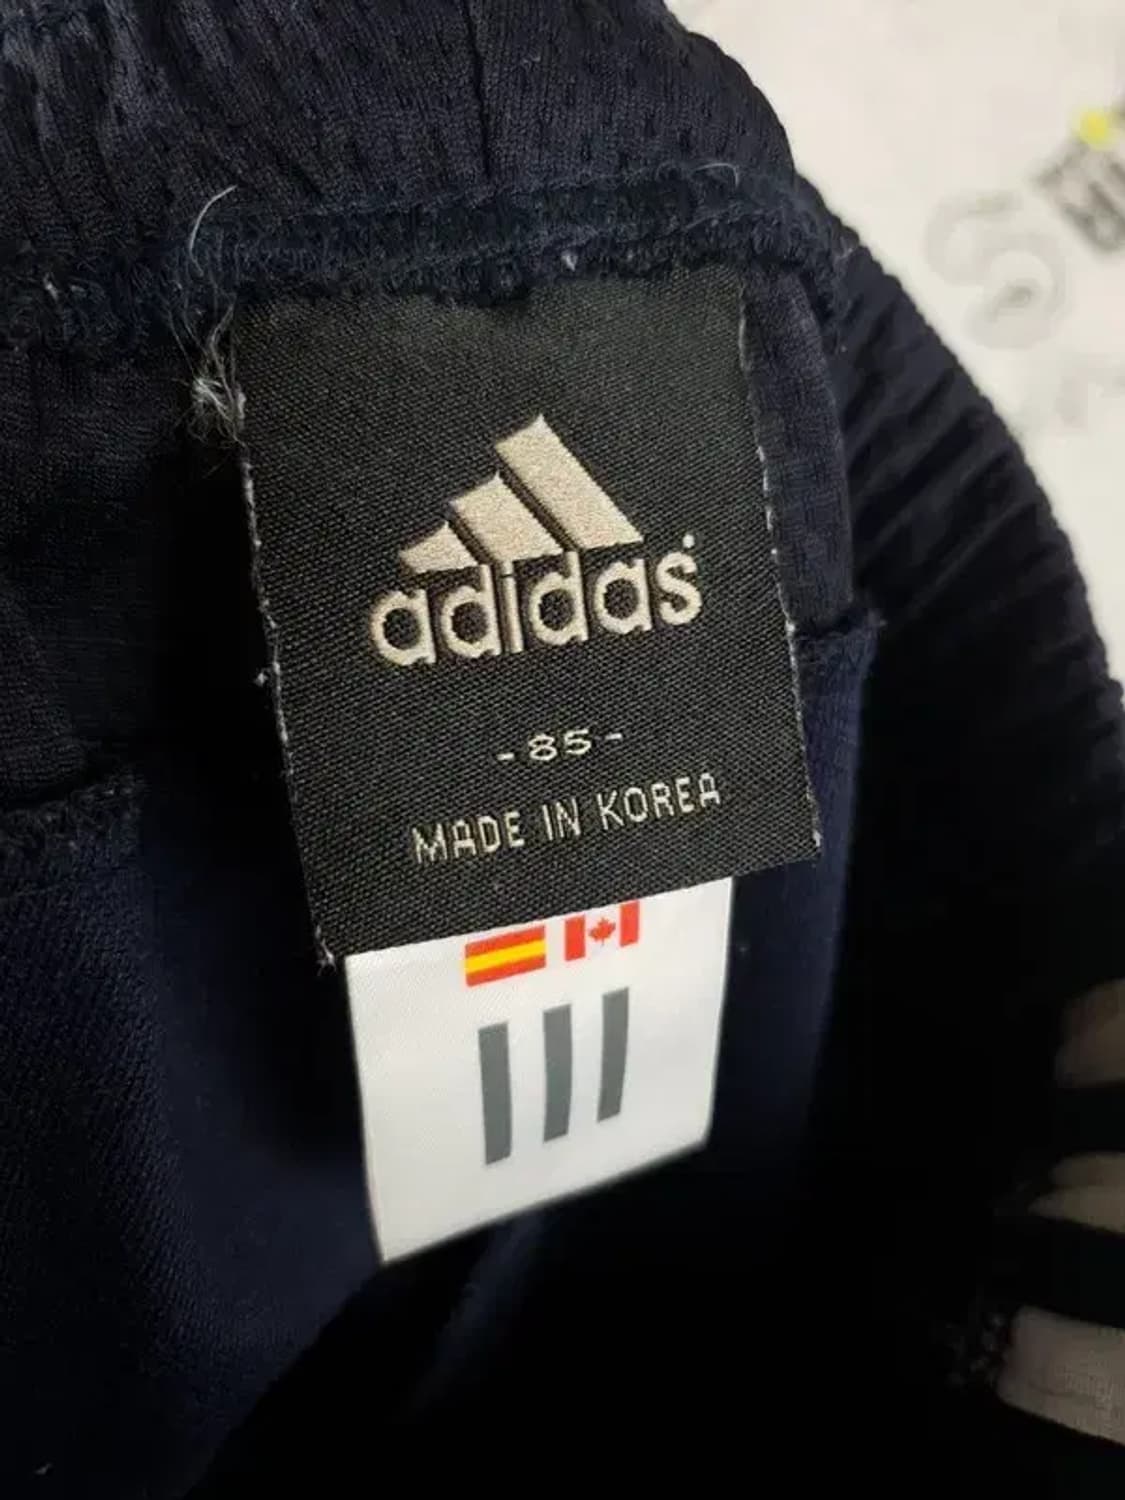 adidas
- 85 -
MADE IN KOREA